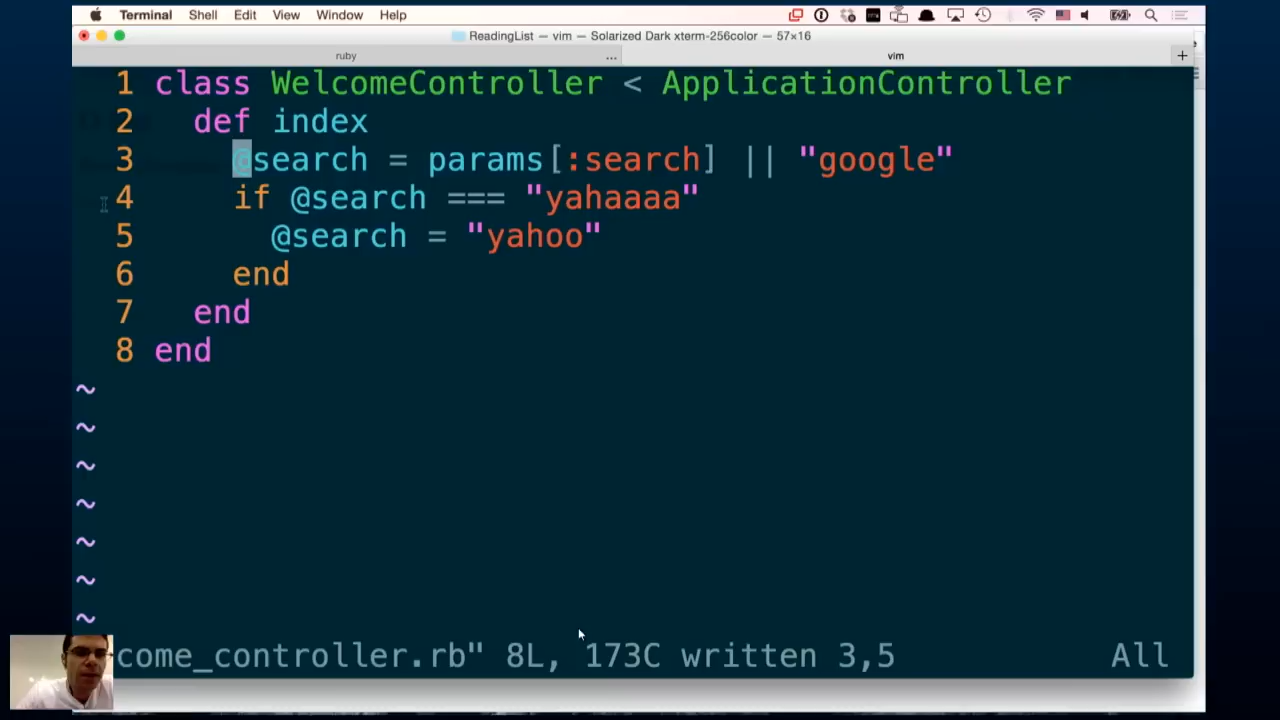 Terminal Shell Edit View Window Help
ReadingList — vim — Solarized Dark xterm-256color — 57×16
ruby ... vim +
1 class WelcomeController < ApplicationController
2 def index
3 @search = params[:search] || "google"
4 if @search === "yahaaaa"
5 @search = "yahoo"
6 end
7 end
8 end
~
~
~
~
~
~
~
come_controller.rb" 8L, 173C written 3,5 All